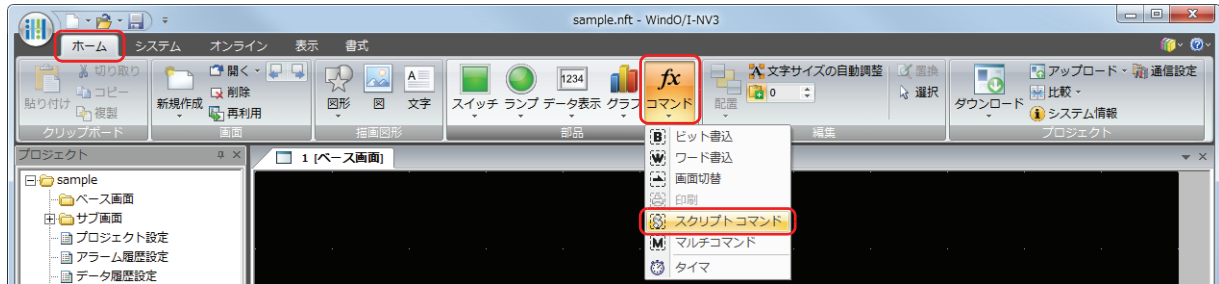 sample.nft - WindO/I-NV3
ホーム システム オンライン 表示 書式
貼り付け 切り取り コピー 複製
クリップボード
新規作成 開く 削除 再利用
画面
図形 図 文字
描画図形
スイッチ ランプ 1234 データ表示 グラフ fx コマンド
部品
配置 文字サイズの自動調整 0 置換 選択
編集
ダウンロード アップロード 比較 システム情報 通信設定
プロジェクト
プロジェクト
1 [ベース画面]
sample
ベース画面
サブ画面
プロジェクト設定
アラーム履歴設定
データ履歴設定
B ビット書込
W ワード書込
画面切替
印刷
S スクリプト コマンド
M マルチコマンド
タイマ